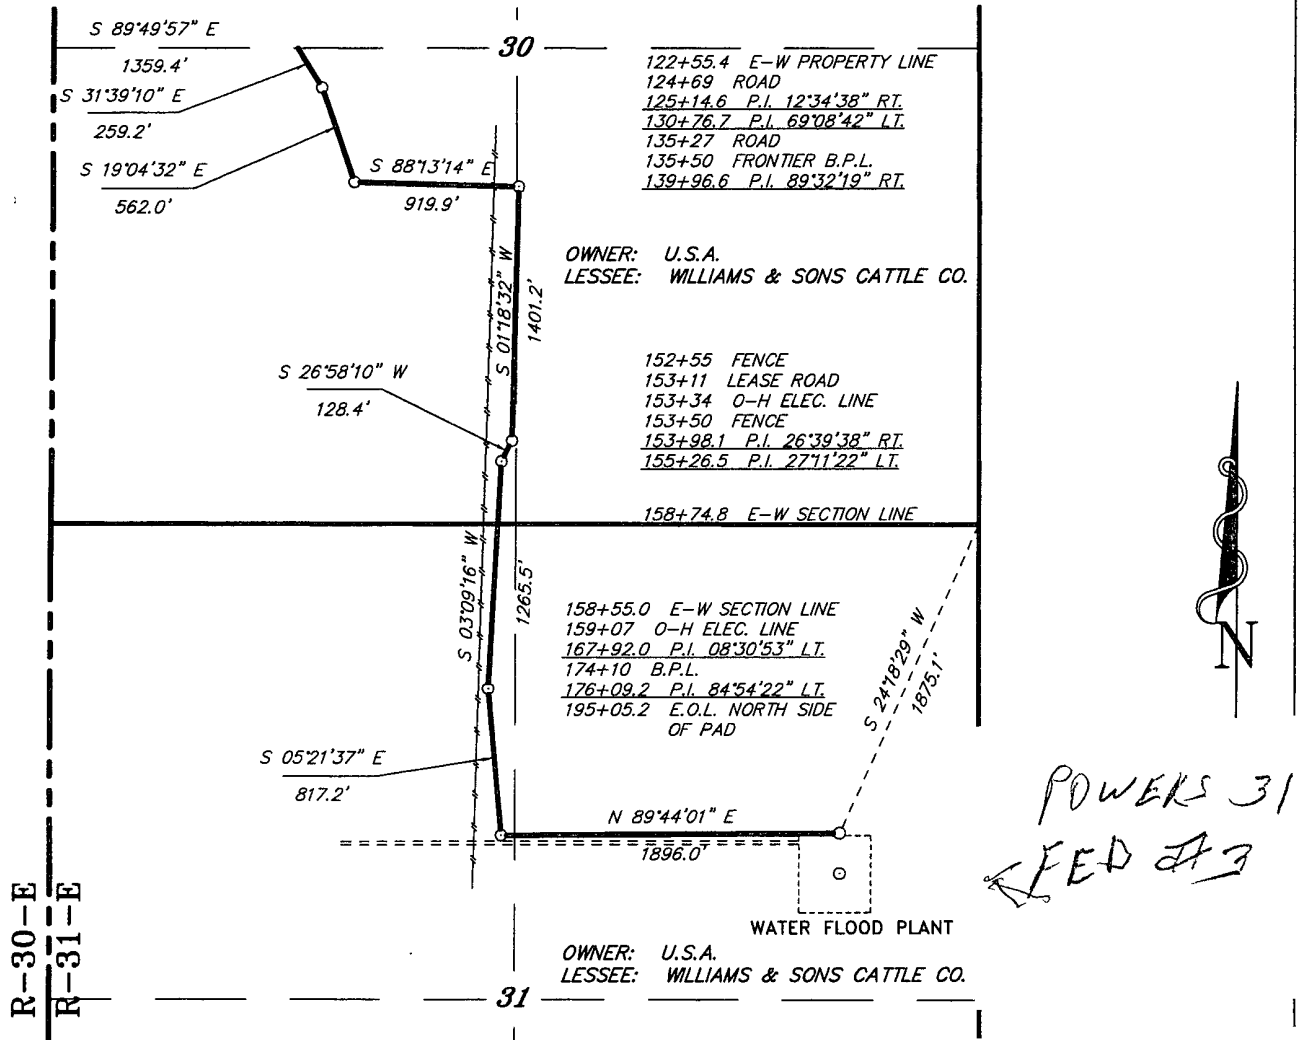 S 89°49'57" E
1359.4'
S 31°39'10" E
259.2'
S 19°04'32" E
562.0'
S 88°13'14" E
919.9'
30
122+55.4 E-W PROPERTY LINE
124+69 ROAD
125+14.6 P.I. 12°34'38" RT.
130+76.7 P.I. 69°08'42" LT.
135+27 ROAD
135+50 FRONTIER B.P.L.
139+96.6 P.I. 89°32'19" RT.
OWNER: U.S.A.
LESSEE: WILLIAMS & SONS CATTLE CO.
S 01°18'32" W
1401.2'
S 26°58'10" W
128.4'
152+55 FENCE
153+11 LEASE ROAD
153+34 O-H ELEC. LINE
153+50 FENCE
153+98.1 P.I. 26°39'38" RT.
155+26.5 P.I. 27°11'22" LT.
158+74.8 E-W SECTION LINE
S 03°09'16" W
1265.5'
158+55.0 E-W SECTION LINE
159+07 O-H ELEC. LINE
167+92.0 P.I. 08°30'53" LT.
174+10 B.P.L.
176+09.2 P.I. 84°54'22" LT.
195+05.2 E.O.L. NORTH SIDE
OF PAD
S 24°18'29" W
1875.1'
N
S 05°21'37" E
817.2'
N 89°44'01" E
1896.0'
POWERS 31
FED #3
WATER FLOOD PLANT
OWNER: U.S.A.
LESSEE: WILLIAMS & SONS CATTLE CO.
R-30-E
R-31-E
31